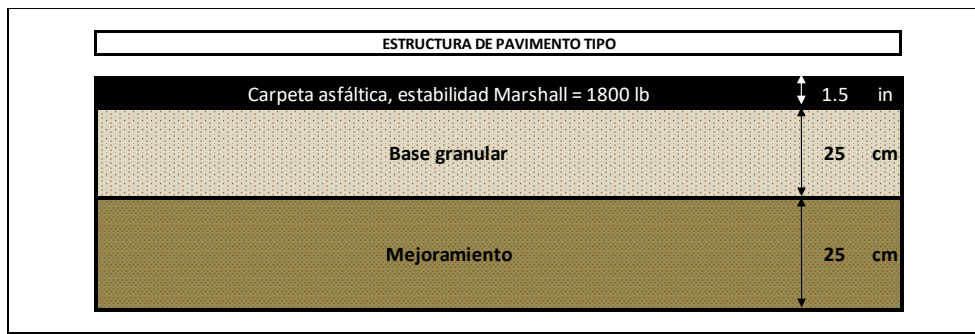 ESTRUCTURA DE PAVIMENTO TIPO
Carpeta asfáltica, estabilidad Marshall = 1800 lb 1.5 in
Base granular 25 cm
Mejoramiento 25 cm